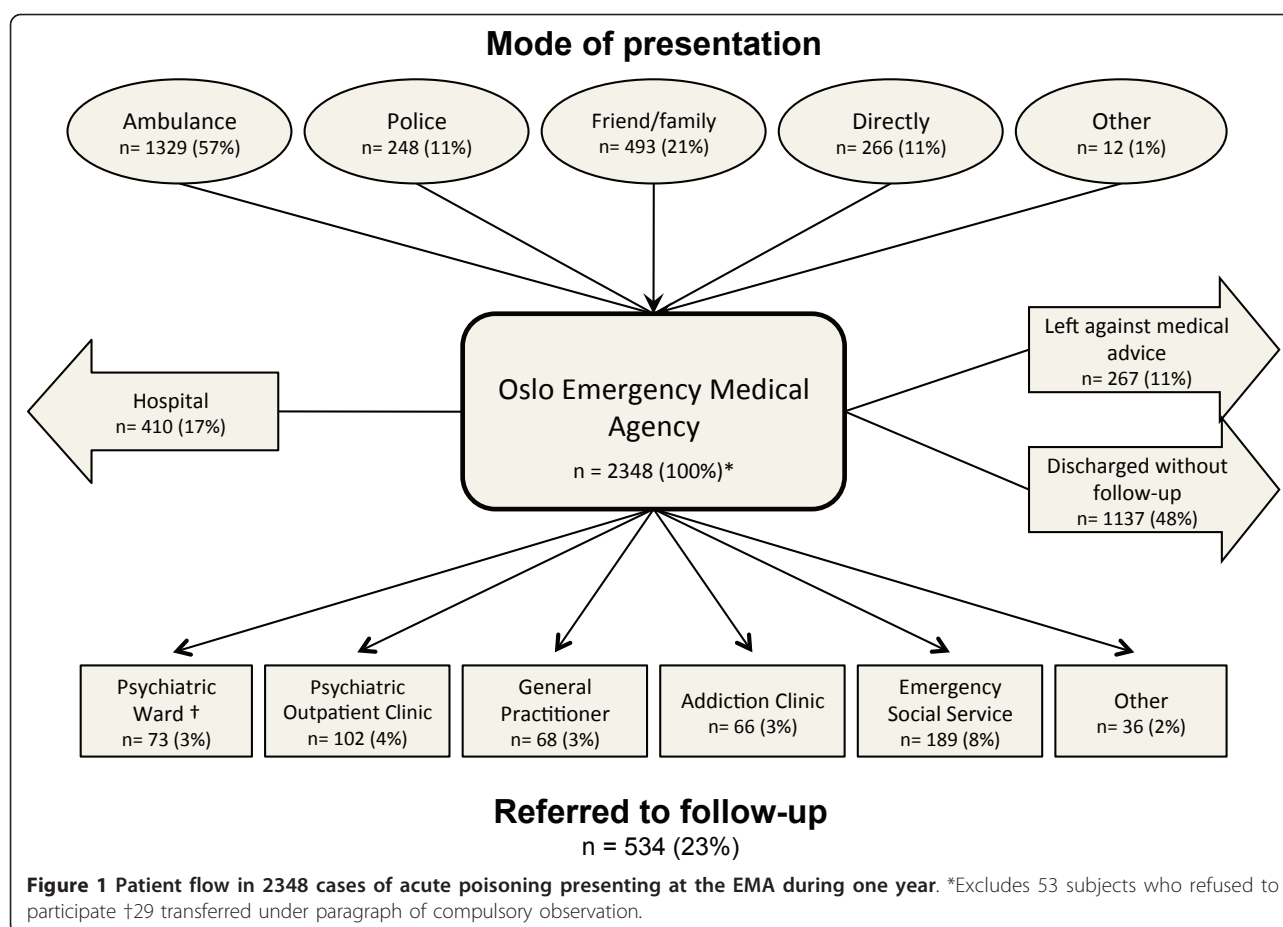 Mode of presentation
Ambulance
n= 1329 (57%)
Police
n= 248 (11%)
Friend/family
n= 493 (21%)
Directly
n= 266 (11%)
Other
n= 12 (1%)
Hospital
n= 410 (17%)
Oslo Emergency Medical
Agency
n = 2348 (100%)*
Left against medical
advice
n= 267 (11%)
Discharged without
follow-up
n= 1137 (48%)
Psychiatric
Ward †
n= 73 (3%)
Psychiatric
Outpatient Clinic
n= 102 (4%)
General
Practitioner
n= 68 (3%)
Addiction Clinic
n= 66 (3%)
Emergency
Social Service
n= 189 (8%)
Other
n= 36 (2%)
Referred to follow-up
n = 534 (23%)
Figure 1 Patient flow in 2348 cases of acute poisoning presenting at the EMA during one year. *Excludes 53 subjects who refused to
participate †29 transferred under paragraph of compulsory observation.